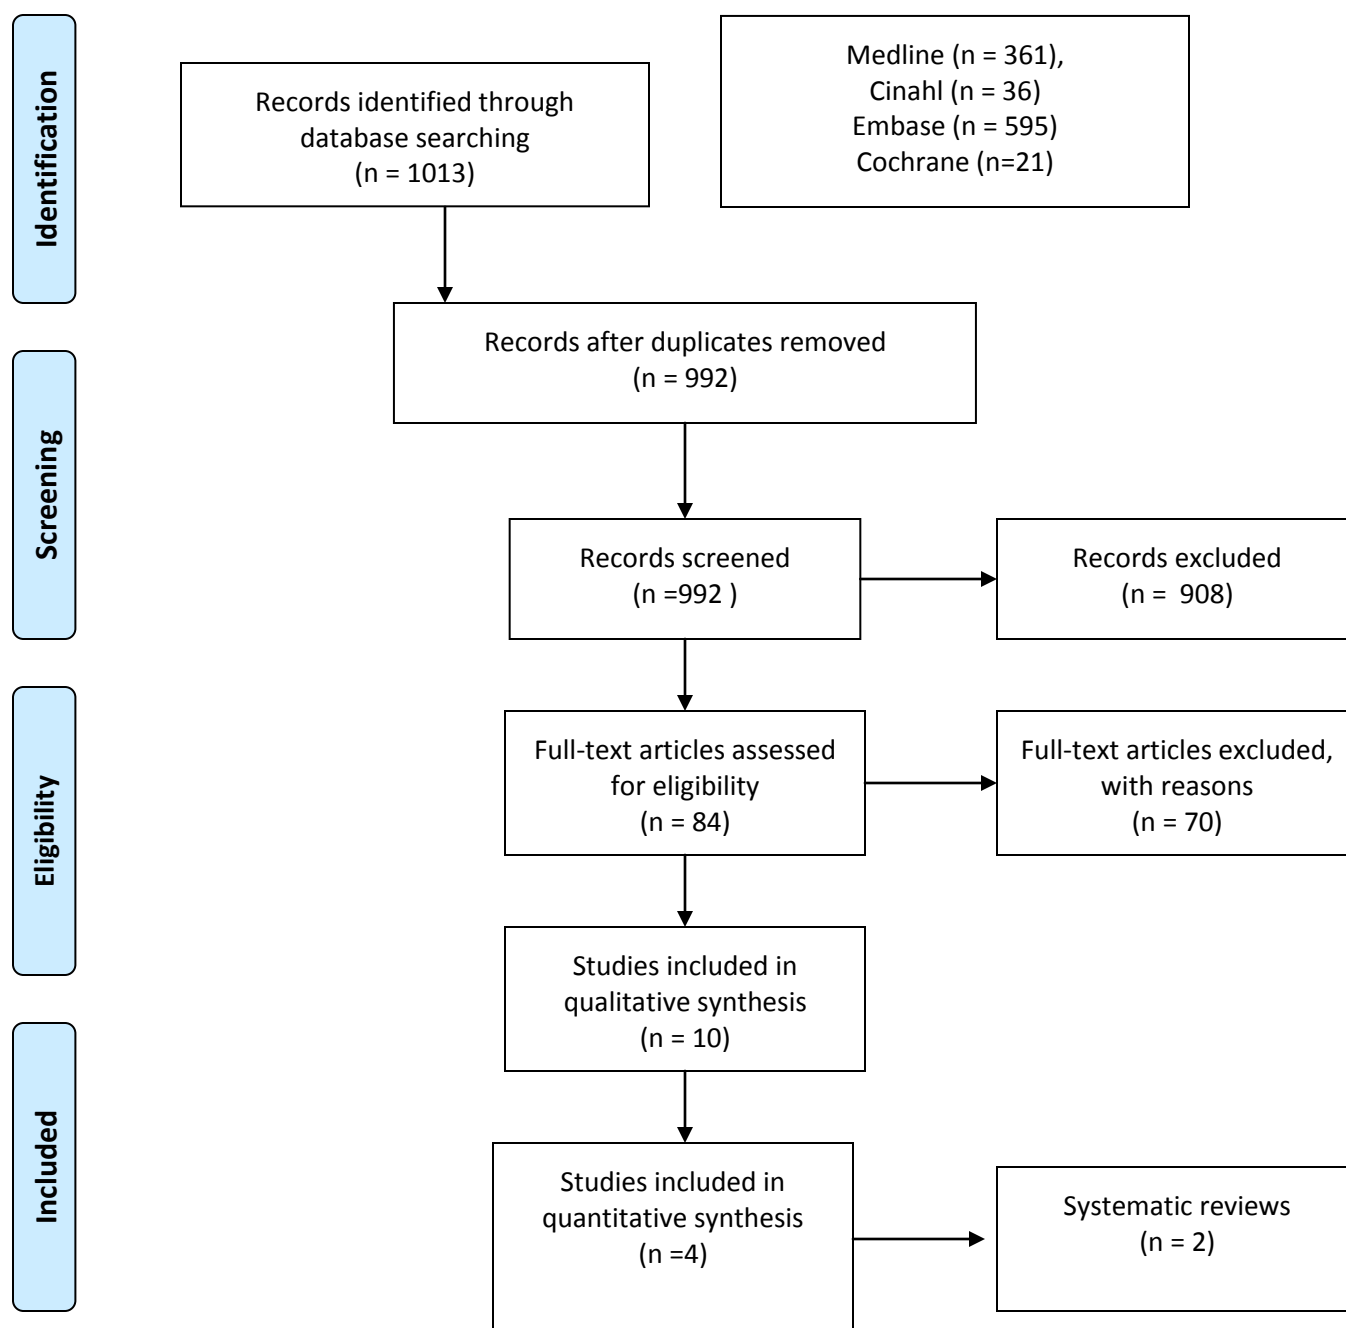 Identification
Records identified through
database searching
(n = 1013)
Medline (n = 361),
Cinahl (n = 36)
Embase (n = 595)
Cochrane (n=21)
Records after duplicates removed
(n = 992)
Screening
Records screened
(n =992 )
Records excluded
(n =  908)
Eligibility
Full-text articles assessed
for eligibility
(n = 84)
Full-text articles excluded,
with reasons
(n = 70)
Studies included in
qualitative synthesis
(n = 10)
Included
Studies included in
quantitative synthesis
(n =4)
Systematic reviews
(n = 2)